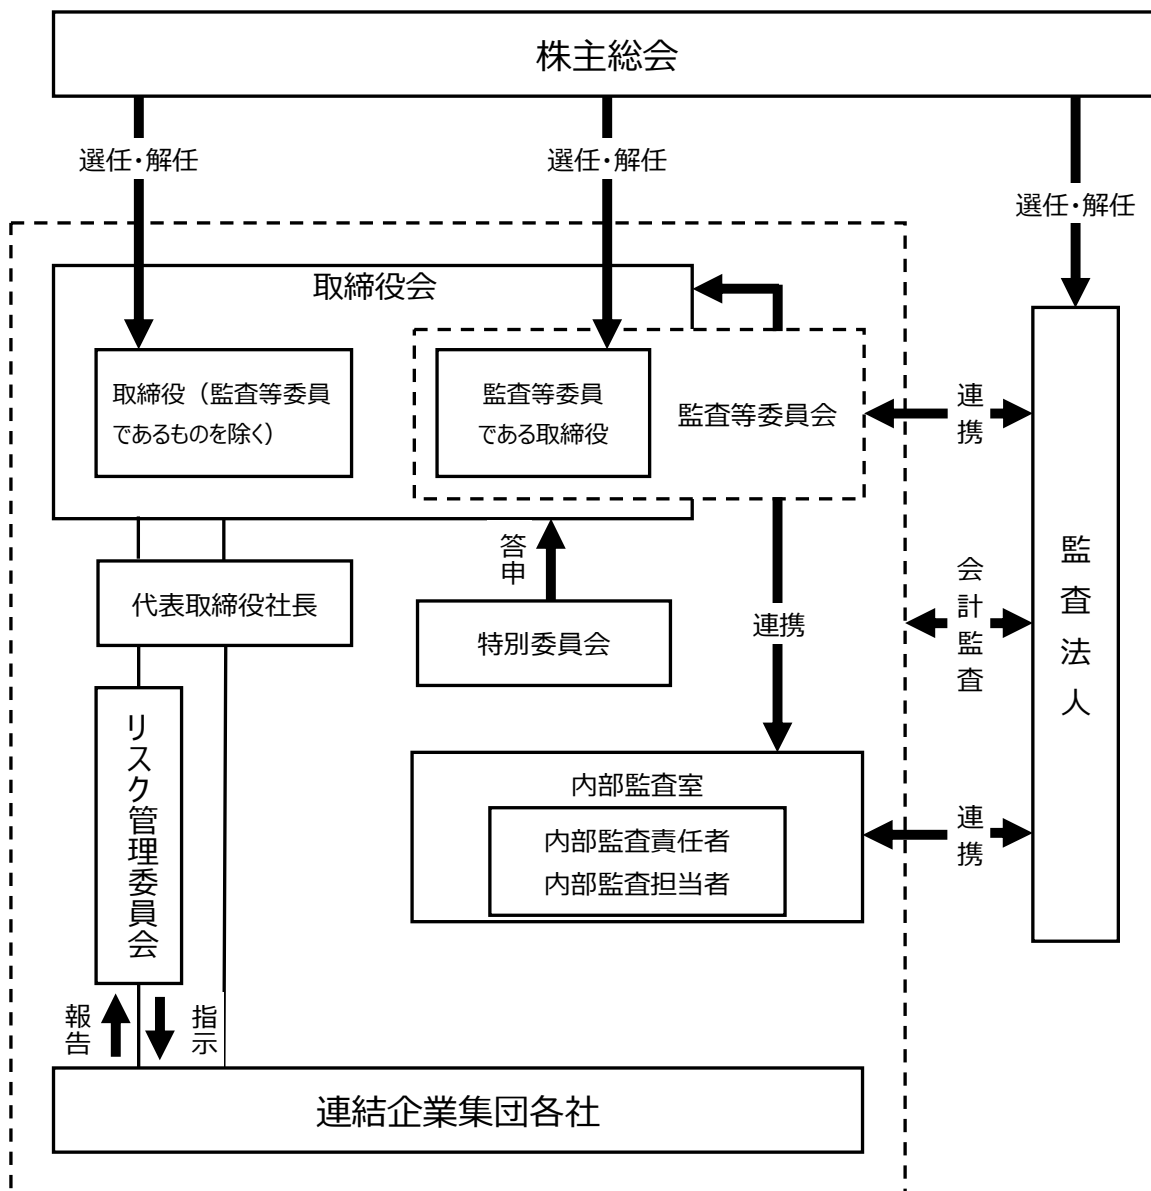 株主総会
選任・解任
選任・解任
選任・解任
取締役会
取締役（監査等委員
であるものを除く）
監査等委員
である取締役
監査等委員会
連携
代表取締役社長
答申
特別委員会
連携
会計監査
監査法人
リスク管理委員会
内部監査室
内部監査責任者
内部監査担当者
連携
報告
指示
連結企業集団各社